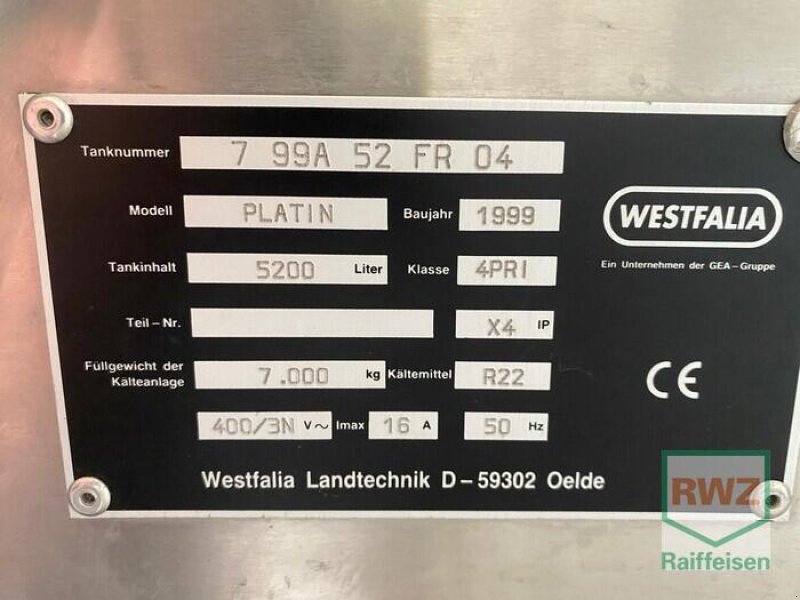 Tanknummer 7 99A 52 FR 04
Modell PLATIN Baujahr 1999
WESTFALIA
Tankinhalt 5200 Liter Klasse 4PRI
Ein Unternehmen der GEA-Gruppe
Teil-Nr. X4 IP
Füllgewicht der
Kälteanlage 7.000 kg Kältemittel R22
CE
400/3N V~ Imax 16 A 50 Hz
Westfalia Landtechnik D-59302 Oelde
RWZ
Raiffeisen